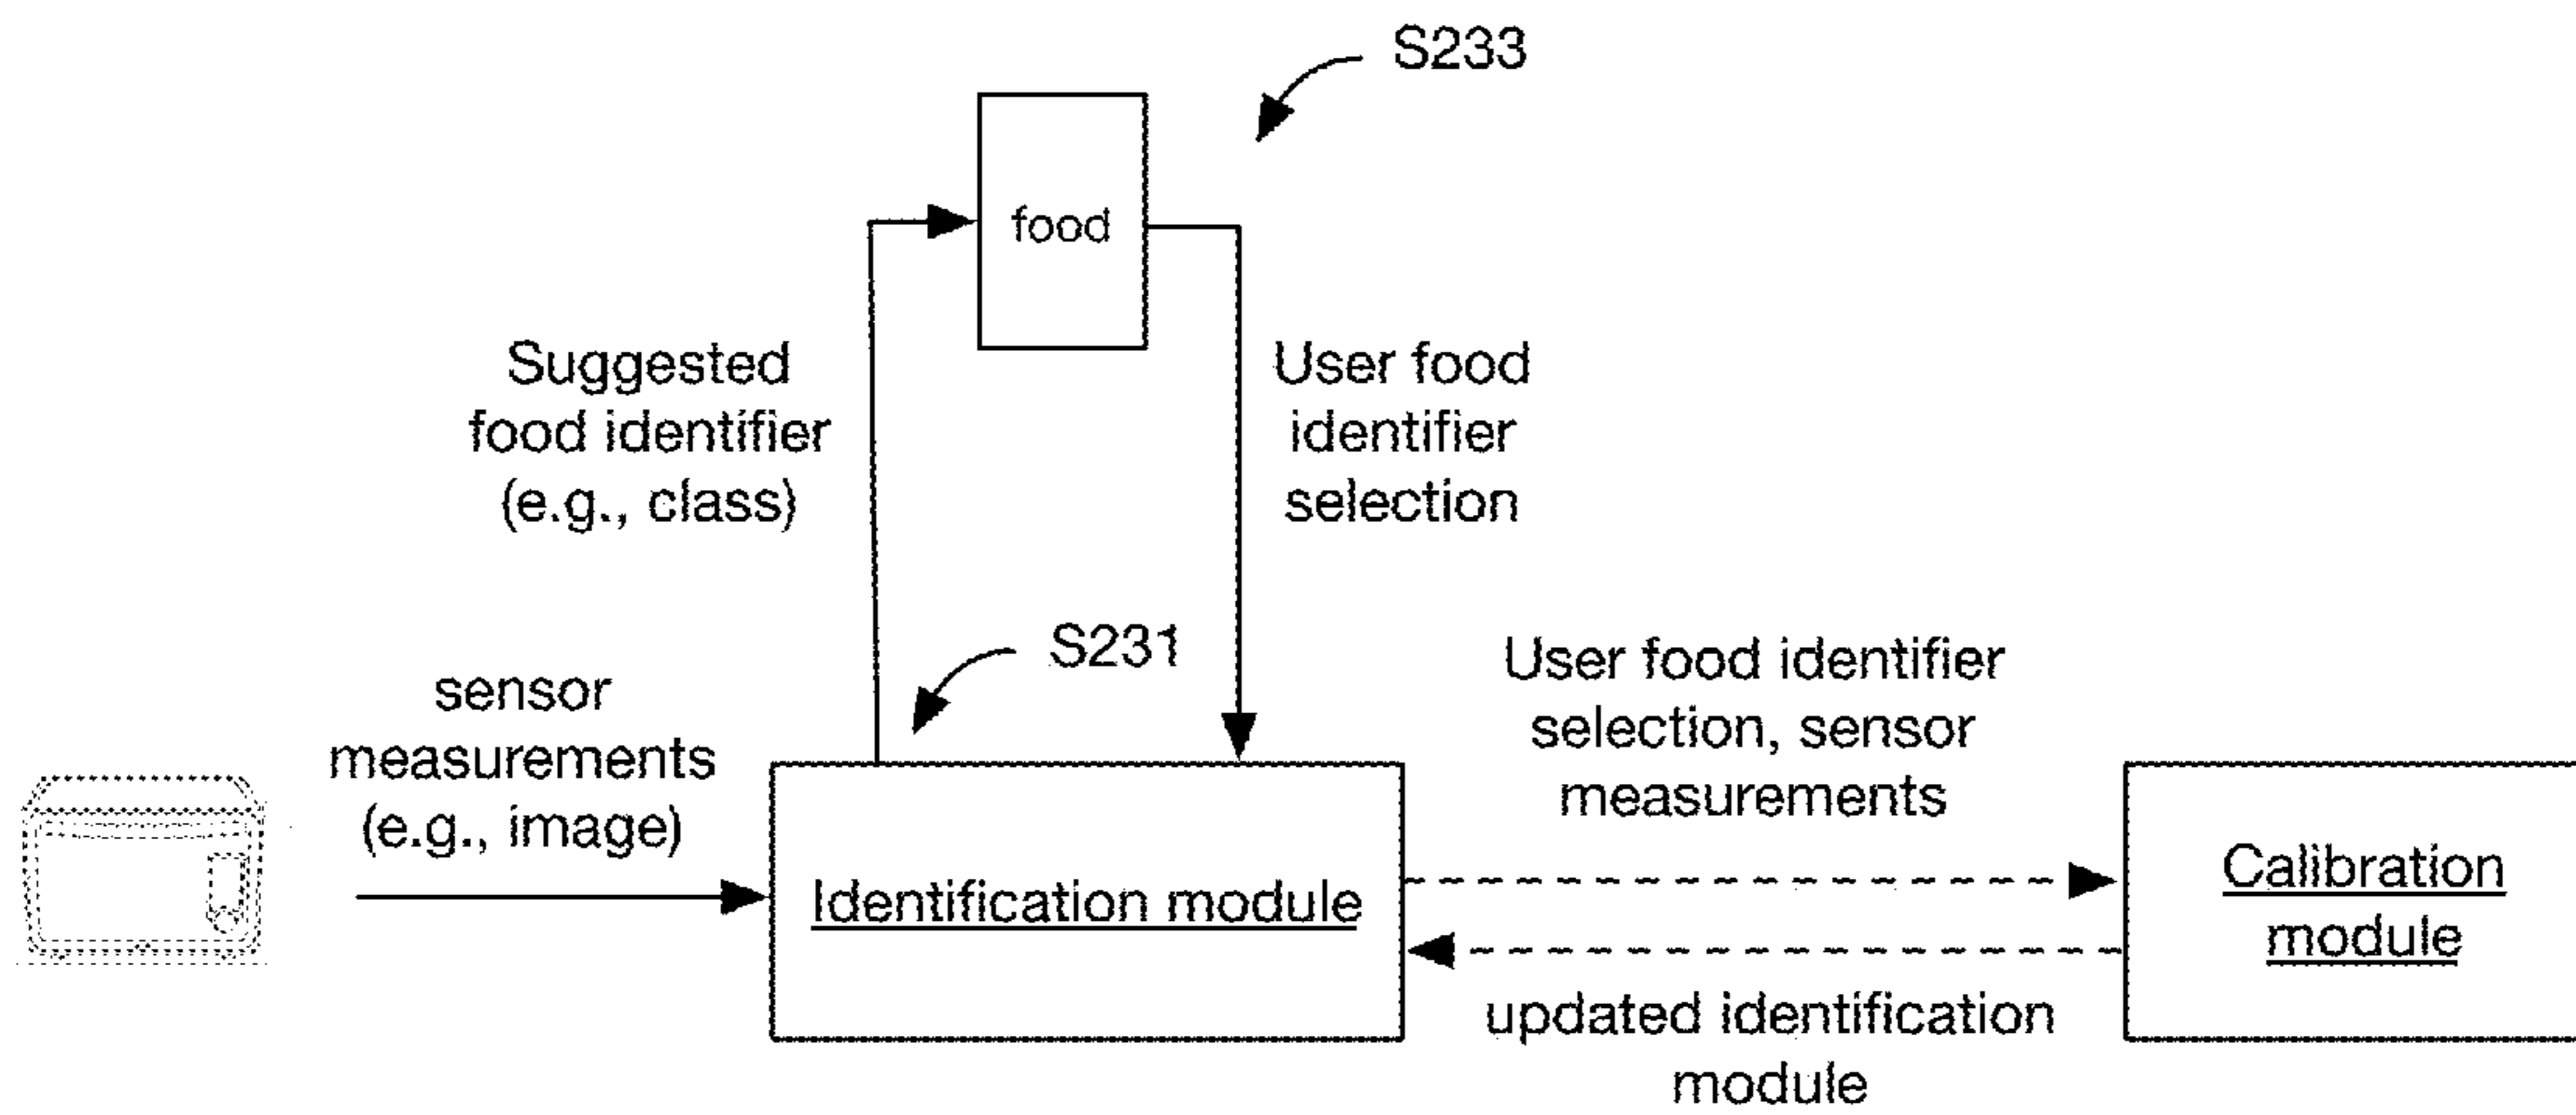 S233
food
Suggested
food identifier
(e.g., class)
User food
identifier
selection
S231
sensor
measurements
(e.g., image)
Identification module
User food identifier
selection, sensor
measurements
updated identification
module
Calibration
module